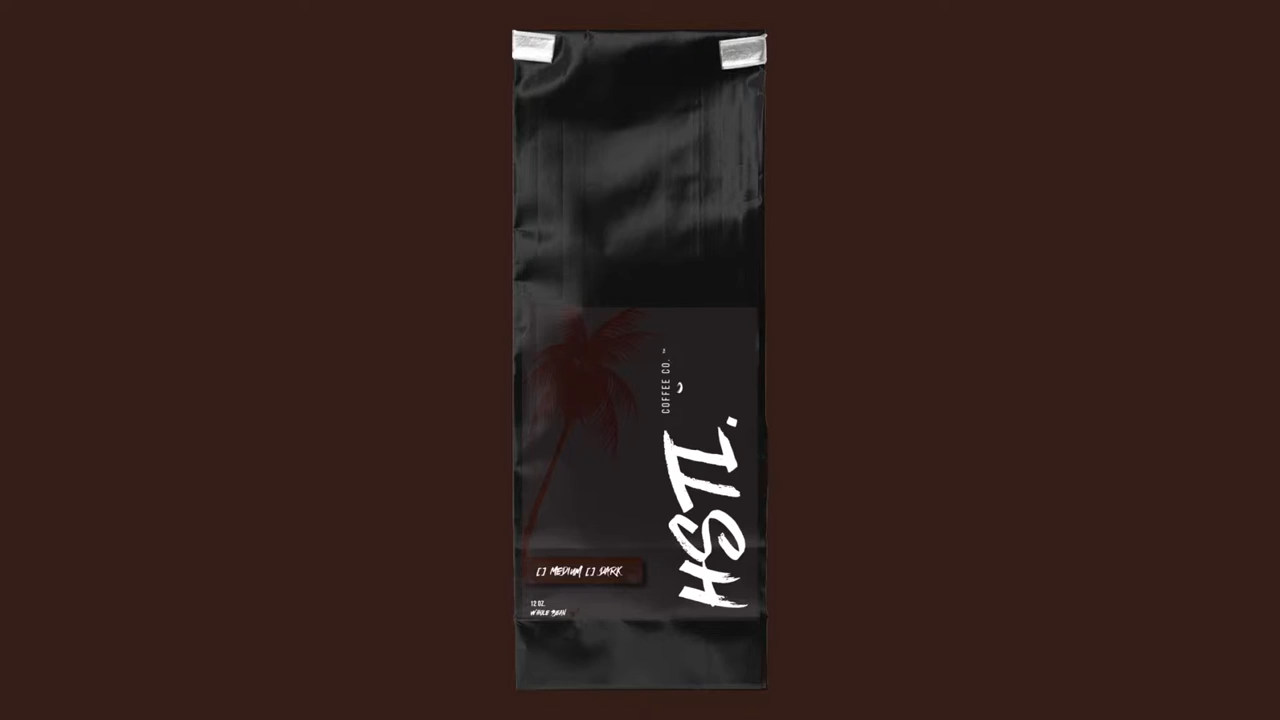 COFFEE CO. ™
HSTL.
[] MEDIUM [] DARK
12 OZ.
WHOLE BEAN